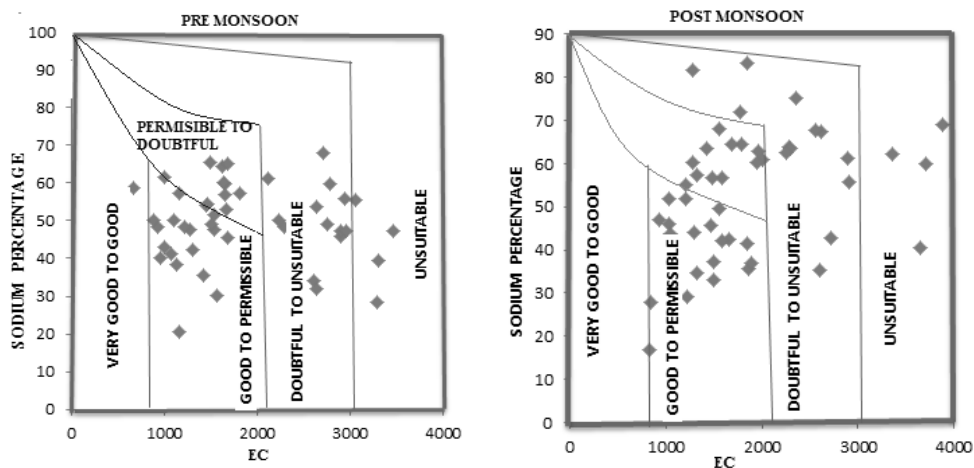 PRE MONSOON
100
90
80
70
60
50
40
30
20
10
0
SODIUM PERCENTAGE
PERMISIBLE TO
DOUBTFUL
VERY GOOD TO GOOD
GOOD TO PERMISSIBLE
DOUBTFUL TO UNSUITABLE
UNSUITABLE
0 1000 2000 3000 4000
EC
POST MONSOON
90
80
70
60
50
40
30
20
10
0
SODIUM PERCENTAGE
VERY GOOD TO GOOD
GOOD TO PERMISSIBLE
DOUBTFUL TO UNSUITABLE
UNSUITABLE
0 1000 2000 3000 4000
EC